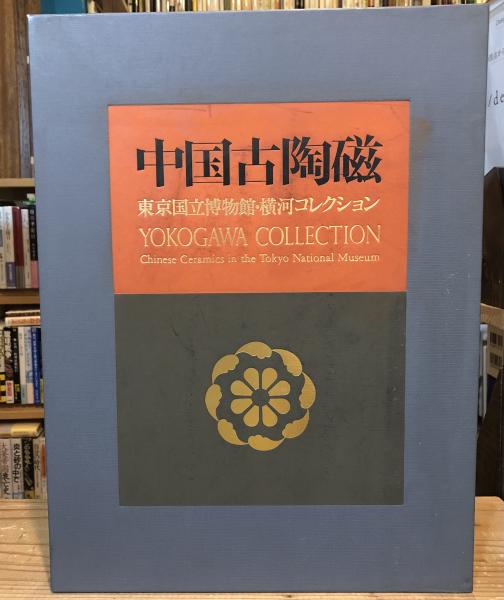 中国古陶磁
東京国立博物館・横河コレクション
YOKOGAWA COLLECTION
Chinese Ceramics in the Tokyo National Museum